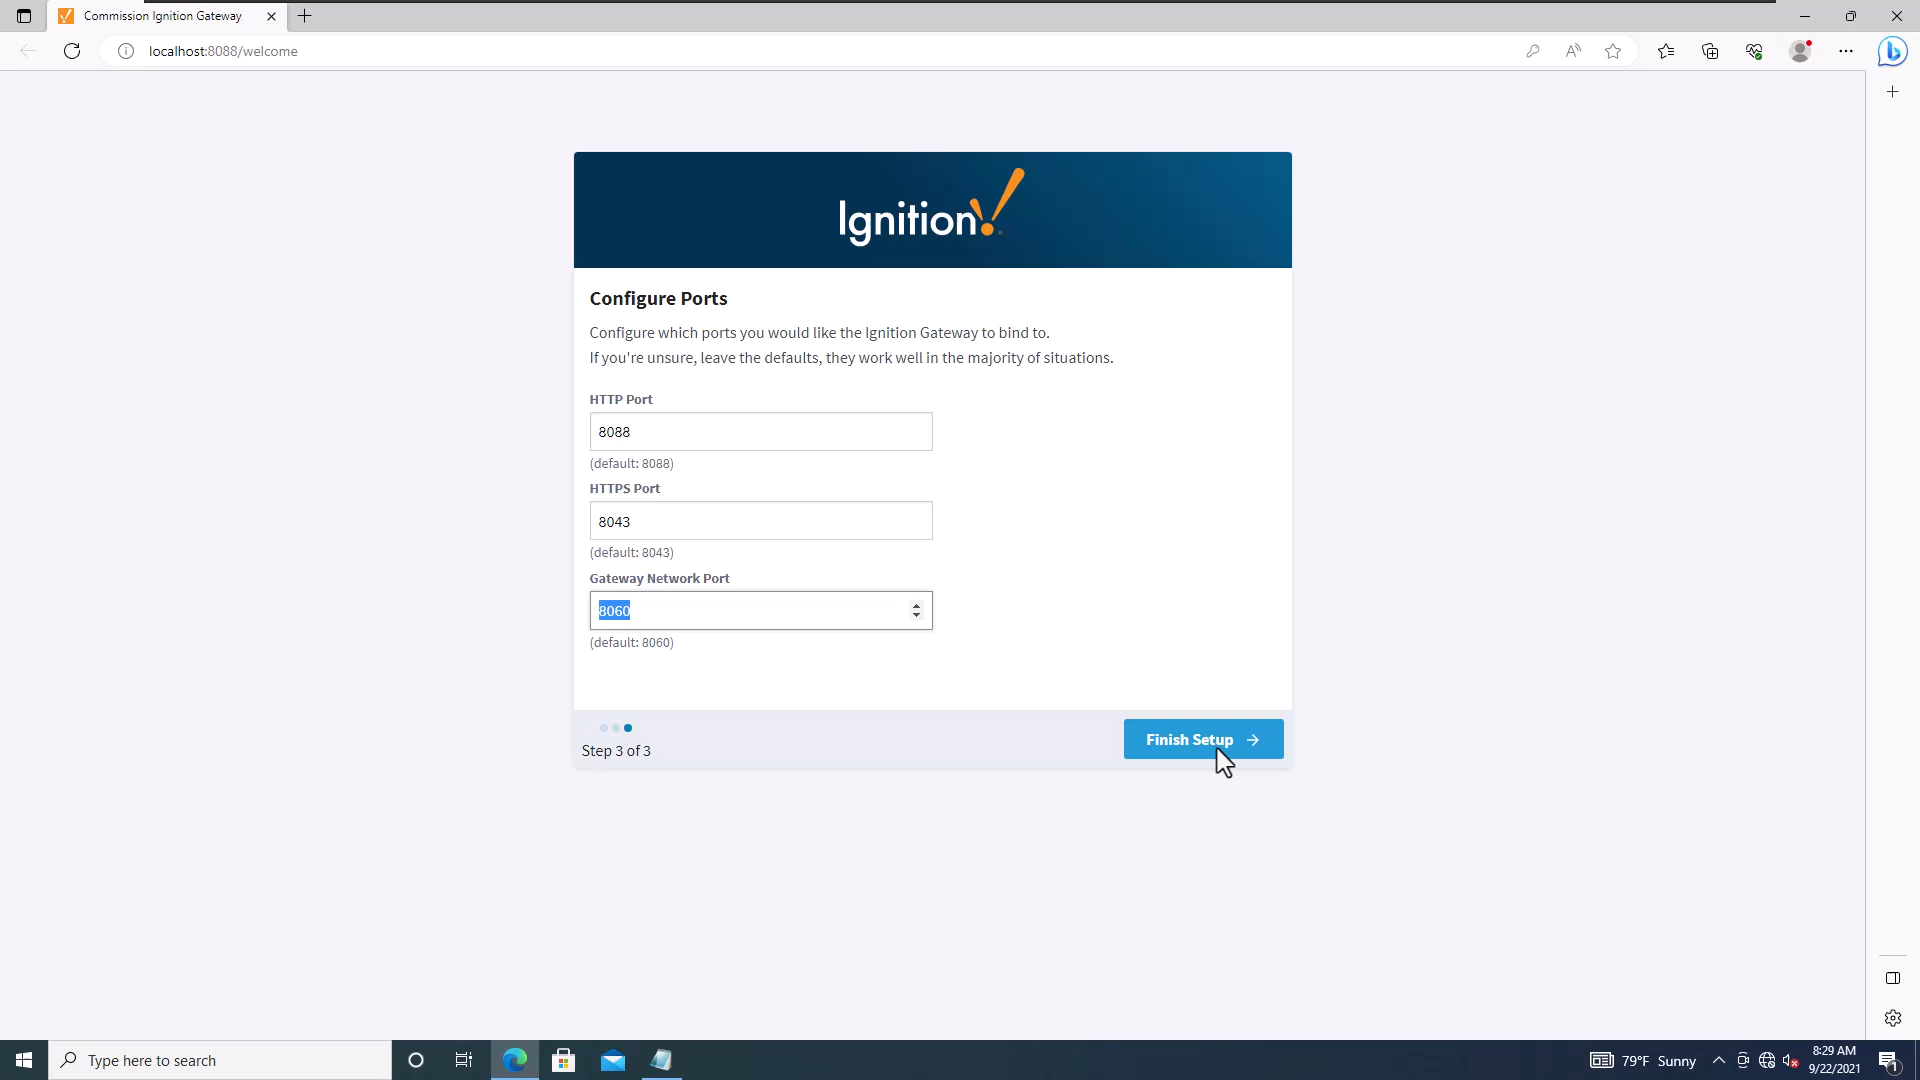 Commission Ignition Gateway
localhost:8088/welcome
Ignition!
Configure Ports
Configure which ports you would like the Ignition Gateway to bind to.
If you're unsure, leave the defaults, they work well in the majority of situations.
HTTP Port
8088
(default: 8088)
HTTPS Port
8043
(default: 8043)
Gateway Network Port
8060
(default: 8060)
Step 3 of 3
Finish Setup
Type here to search
79°F Sunny
8:29 AM
9/22/2021
1